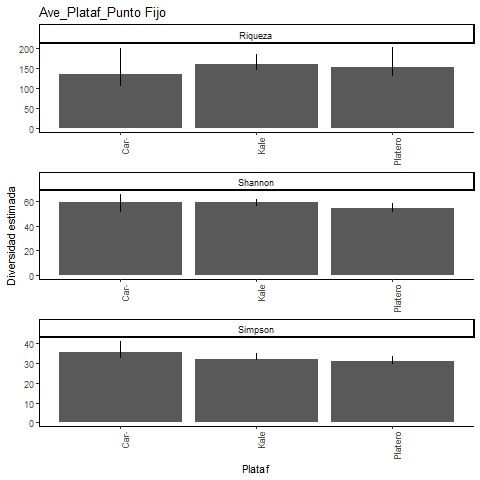 Ave_Plataf_Punto Fijo
Riqueza
200
150
100
50
0
Car-
Kale
Platero
Diversidad estimada
Shannon
60
40
20
0
Car-
Kale
Platero
Simpson
40
30
20
10
0
Car-
Kale
Platero
Plataf